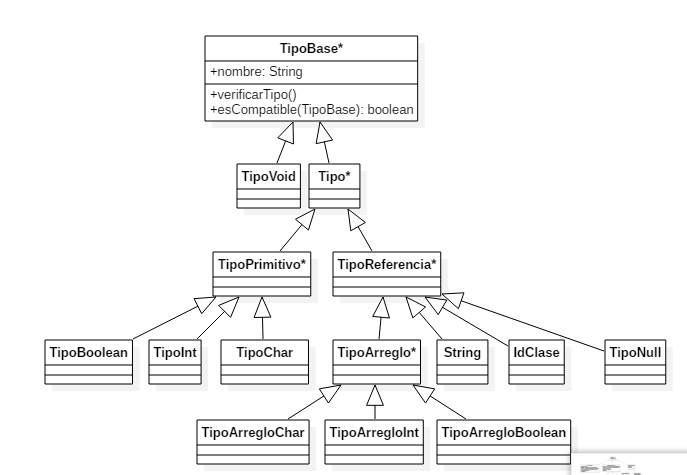 TipoBase*
+nombre: String
+verificarTipo()
+esCompatible(TipoBase): boolean
TipoVoid
Tipo*
TipoPrimitivo*
TipoReferencia*
TipoBoolean
TipoInt
TipoChar
TipoArreglo*
String
IdClase
TipoNull
TipoArregloChar
TipoArregloInt
TipoArregloBoolean